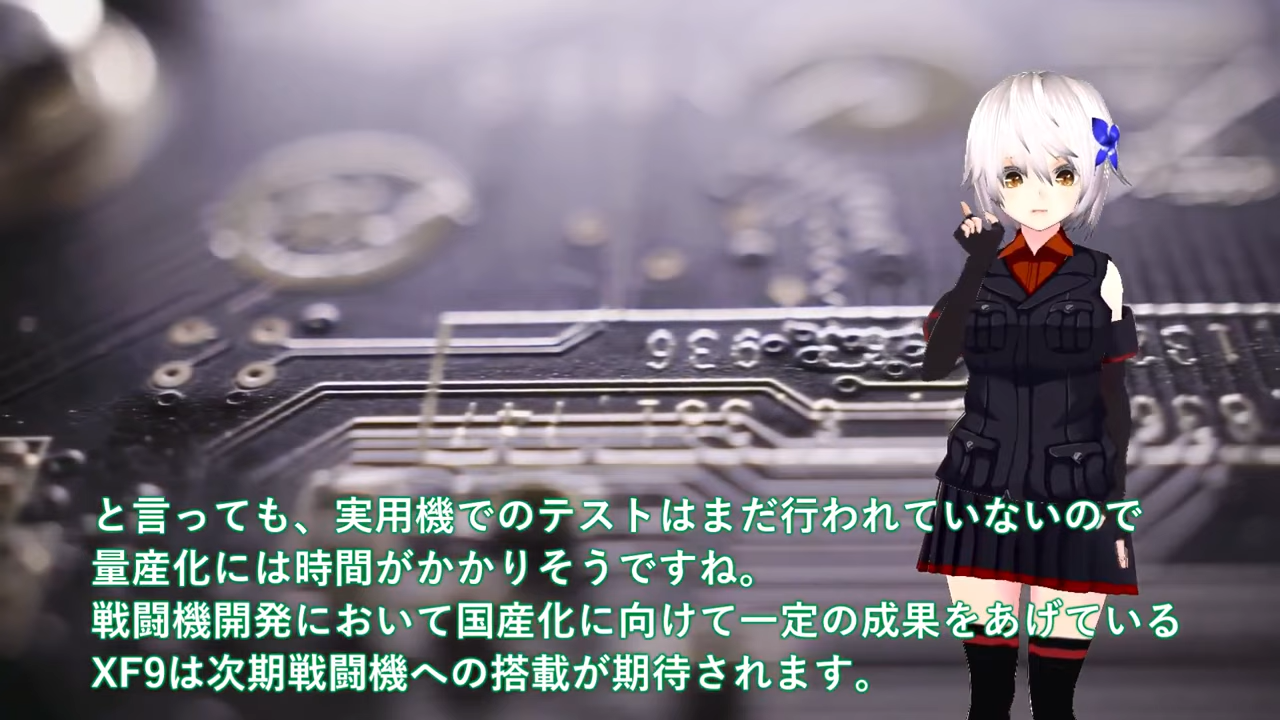 と言っても、実用機でのテストはまだ行われていないので
量産化には時間がかかりそうですね。
戦闘機開発において国産化に向けて一定の成果をあげている
XF9は次期戦闘機への搭載が期待されます。